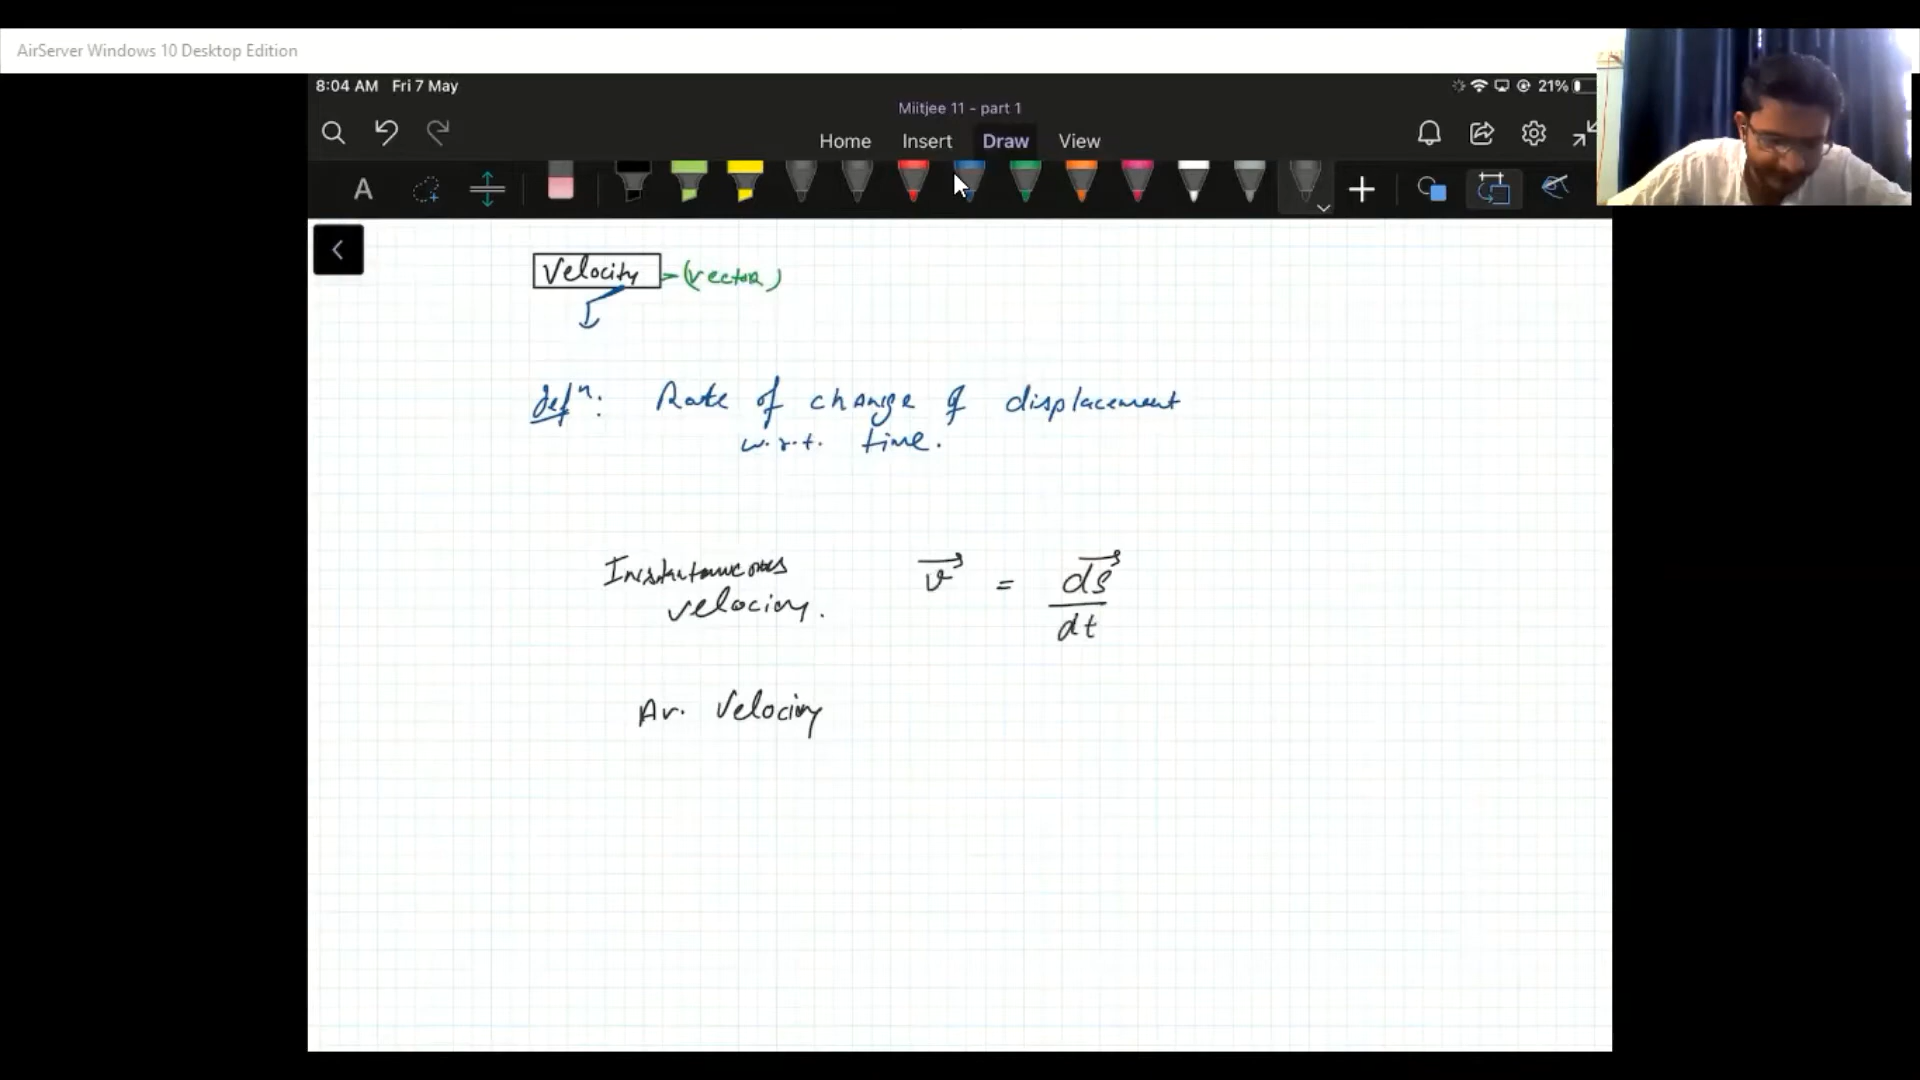 AirServer Windows 10 Desktop Edition
8:04 AM Fri 7 May
21%
Miitjee 11 - part 1
Home Insert Draw View
A
Velocity - (vector)
defⁿ: Rate of change of displacement
w.r.t. time.
Instantaneous
velocity.
v⃗ = ds⃗/dt
Av. Velocity